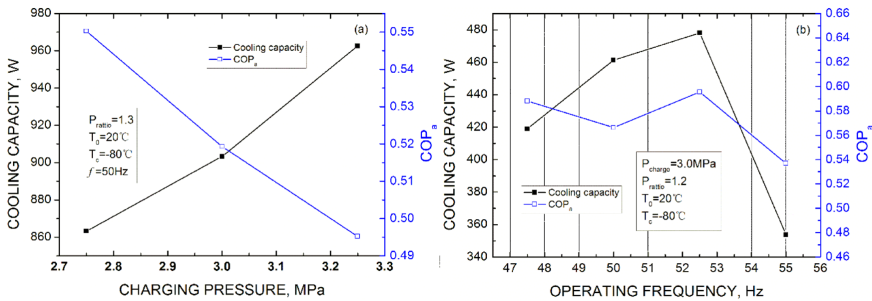 (a)
Cooling capacity
COPa
Prattio=1.3
T0=20℃
Tc=-80℃
f=50Hz
980
960
940
920
900
880
860
COOLING CAPACITY, W
0.55
0.54
0.53
0.52
0.51
0.50
0.49
COPa
2.7 2.8 2.9 3.0 3.1 3.2 3.3
CHARGING PRESSURE, MPa
(b)
Pchargo=3.0MPa
Prattio=1.2
T0=20℃
Tc=-80℃
Cooling capacity
COPa
480
460
440
420
400
380
360
340
COOLING CAPACITY, W
0.66
0.64
0.62
0.60
0.58
0.56
0.54
0.52
0.50
0.48
0.46
COPa
47 48 49 50 51 52 53 54 55 56
OPERATING FREQUENCY, Hz